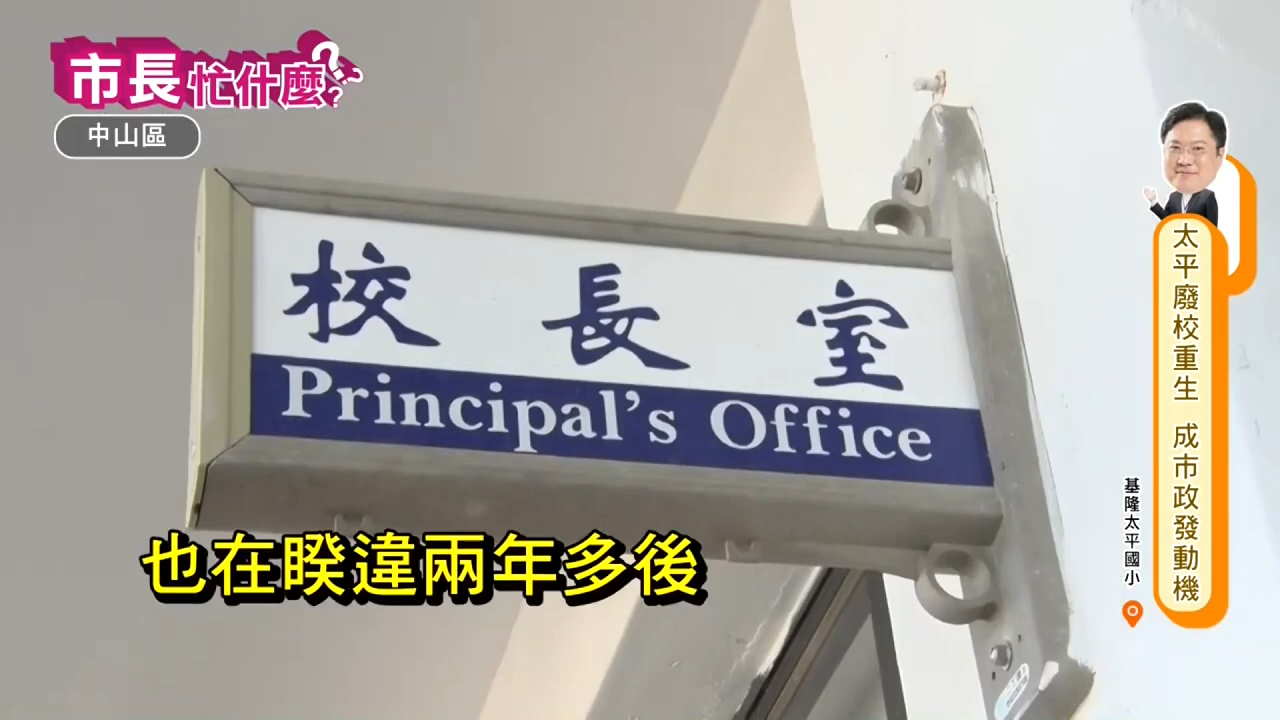 市長忙什麼?
中山區
校長室
Principal's Office
太平廢校重生 成市政發動機
基隆太平國小
也在睽違兩年多後